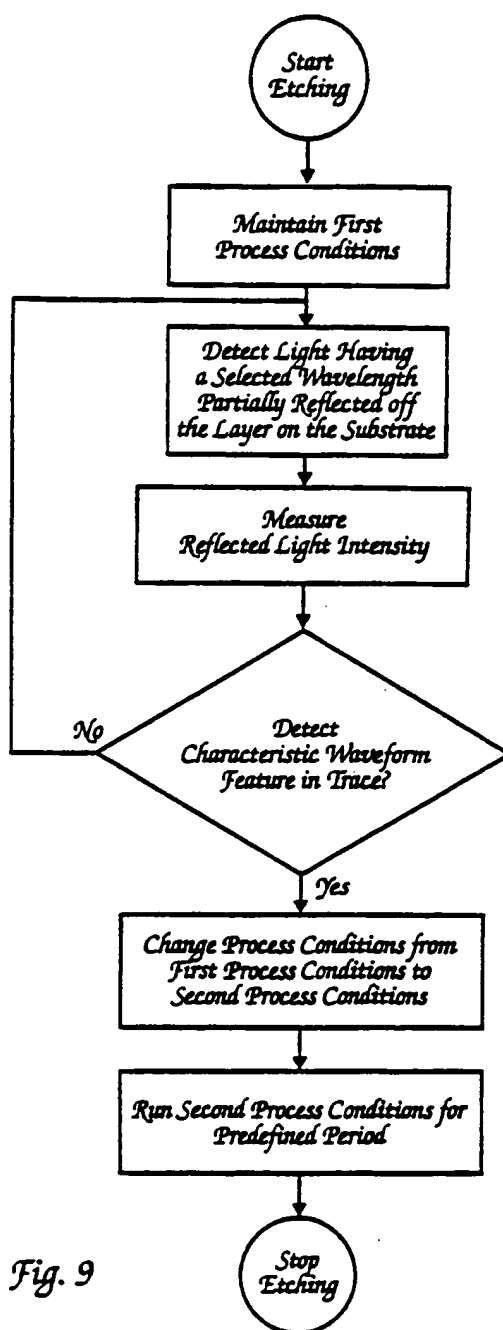 Start
Etching
Maintain First
Process Conditions
Detect Light Having
a Selected Wavelength
Partially Reflected off
the Layer on the Substrate
Measure
Reflected Light Intensity
No
Detect
Characteristic Waveform
Feature in Trace?
Yes
Change Process Conditions from
First Process Conditions to
Second Process Conditions
Run Second Process Conditions for
Predefined Period
Stop
Etching
Fig. 9